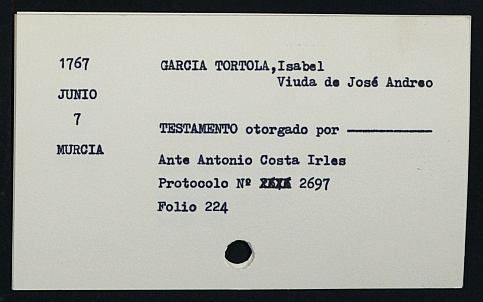 1767
JUNIO
7
MURCIA
GARCIA TORTOLA,Isabel
Viuda de José Andreo
TESTAMENTO otorgado por
Ante Antonio Costa Irles
Protocolo Nº 2697
Folio 224